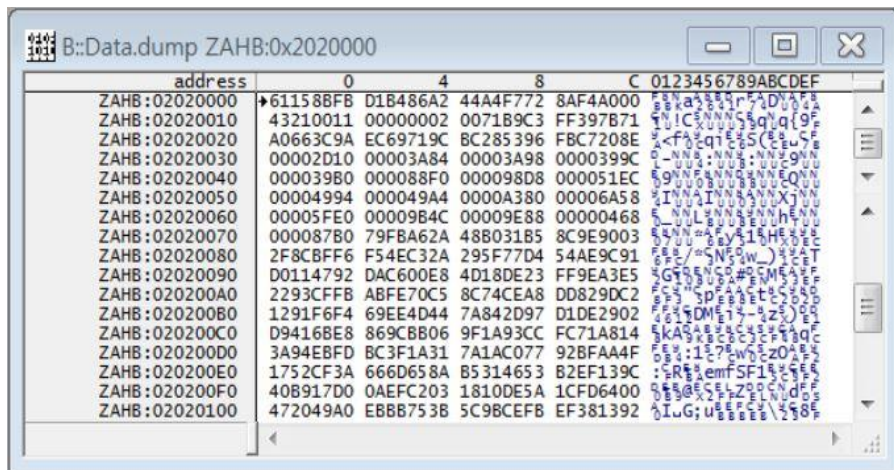 B::Data.dump ZAHB:0x2020000
address 0 4 8 C 0123456789ABCDEF
ZAHB:02020000 61158BFB D1B486A2 44A4F772 8AF4A000
ZAHB:02020010 43210011 00000002 0071B9C3 FF397B71
ZAHB:02020020 A0663C9A EC69719C BC285396 FBC7208E
ZAHB:02020030 00002D10 00003A84 00003A98 0000399C
ZAHB:02020040 000039B0 000088F0 000098D8 000051EC
ZAHB:02020050 00004994 000049A4 0000A380 00006A58
ZAHB:02020060 00005FE0 00009B4C 00009E88 00000468
ZAHB:02020070 000087B0 79FBA62A 48B031B5 8C9E9003
ZAHB:02020080 2F8CBFF6 F54EC32A 295F77D4 54AE9C91
ZAHB:02020090 D0114792 DAC600E8 4D18DE23 FF9EA3E5
ZAHB:020200A0 2293CFFB ABFE70C5 8C74CEA8 DD829DC2
ZAHB:020200B0 1291F6F4 69EE4D44 7A842D97 D1DE2902
ZAHB:020200C0 D9416BE8 869CBB06 9F1A93CC FC71A814
ZAHB:020200D0 3A94EBFD BC3F1A31 7A1AC077 92BFAA4F
ZAHB:020200E0 1752CF3A 666D658A B5314653 B2EF139C
ZAHB:020200F0 40B917D0 0AEFC203 1810DE5A 1CFD6400
ZAHB:02020100 472049A0 EBBB753B 5C9BCEFB EF381392